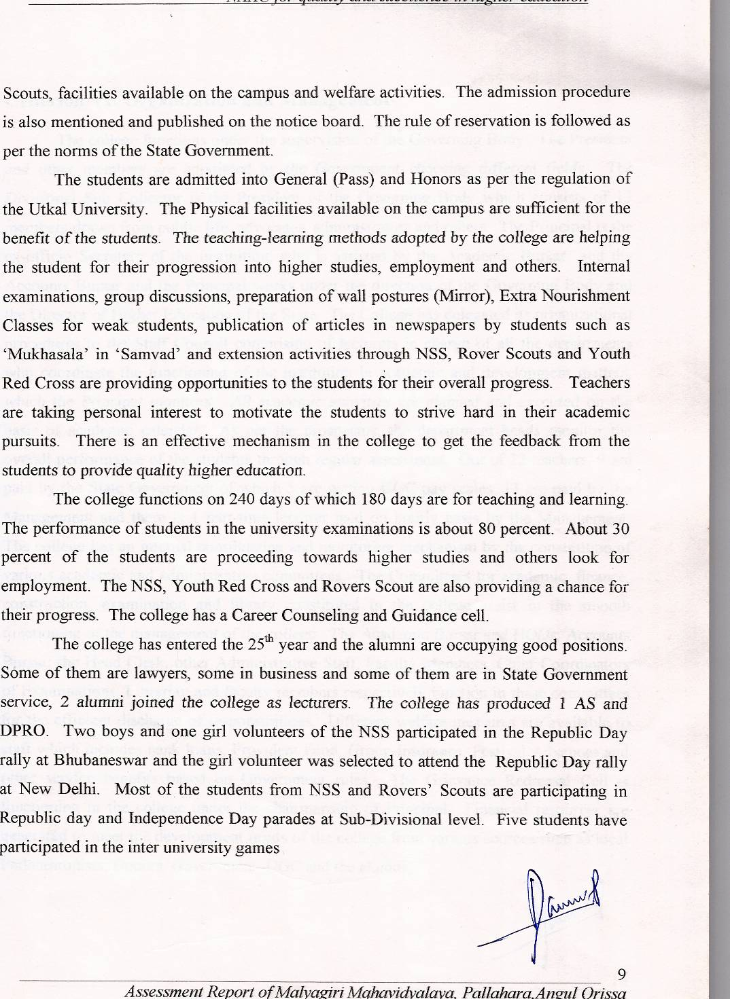 NAAC for quality and excellence in higher education
Scouts, facilities available on the campus and welfare activities. The admission procedure
is also mentioned and published on the notice board. The rule of reservation is followed as
per the norms of the State Government.
The students are admitted into General (Pass) and Honors as per the regulation of
the Utkal University. The Physical facilities available on the campus are sufficient for the
benefit of the students. The teaching-learning methods adopted by the college are helping
the student for their progression into higher studies, employment and others. Internal
examinations, group discussions, preparation of wall postures (Mirror), Extra Nourishment
Classes for weak students, publication of articles in newspapers by students such as
‘Mukhasala’ in ‘Samvad’ and extension activities through NSS, Rover Scouts and Youth
Red Cross are providing opportunities to the students for their overall progress. Teachers
are taking personal interest to motivate the students to strive hard in their academic
pursuits. There is an effective mechanism in the college to get the feedback from the
students to provide quality higher education.
The college functions on 240 days of which 180 days are for teaching and learning.
The performance of students in the university examinations is about 80 percent. About 30
percent of the students are proceeding towards higher studies and others look for
employment. The NSS, Youth Red Cross and Rovers Scout are also providing a chance for
their progress. The college has a Career Counseling and Guidance cell.
The college has entered the 25th year and the alumni are occupying good positions.
Some of them are lawyers, some in business and some of them are in State Government
service, 2 alumni joined the college as lecturers. The college has produced 1 AS and
DPRO. Two boys and one girl volunteers of the NSS participated in the Republic Day
rally at Bhubaneswar and the girl volunteer was selected to attend the Republic Day rally
at New Delhi. Most of the students from NSS and Rovers’ Scouts are participating in
Republic day and Independence Day parades at Sub-Divisional level. Five students have
participated in the inter university games
9
Assessment Report of Malyagiri Mahavidyalaya, Pallahara,Angul Orissa